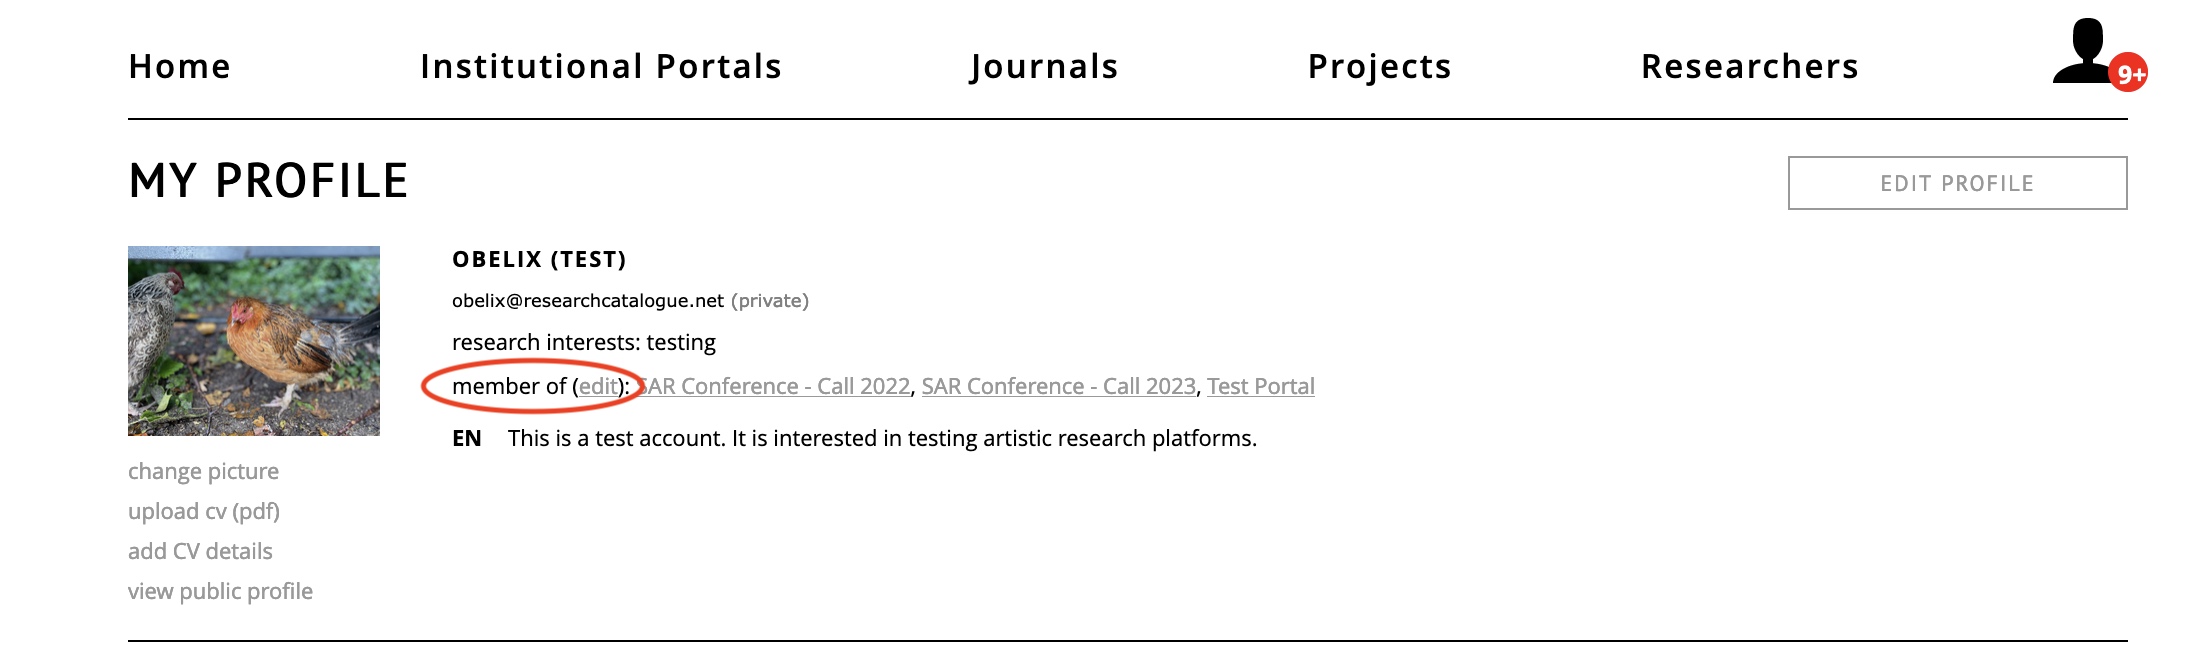 Home Institutional Portals Journals Projects Researchers 9+
MY PROFILE EDIT PROFILE
OBELIX (TEST)
obelix@researchcatalogue.net (private)
research interests: testing
member of (edit): SAR Conference - Call 2022, SAR Conference - Call 2023, Test Portal
EN This is a test account. It is interested in testing artistic research platforms.
change picture
upload cv (pdf)
add CV details
view public profile